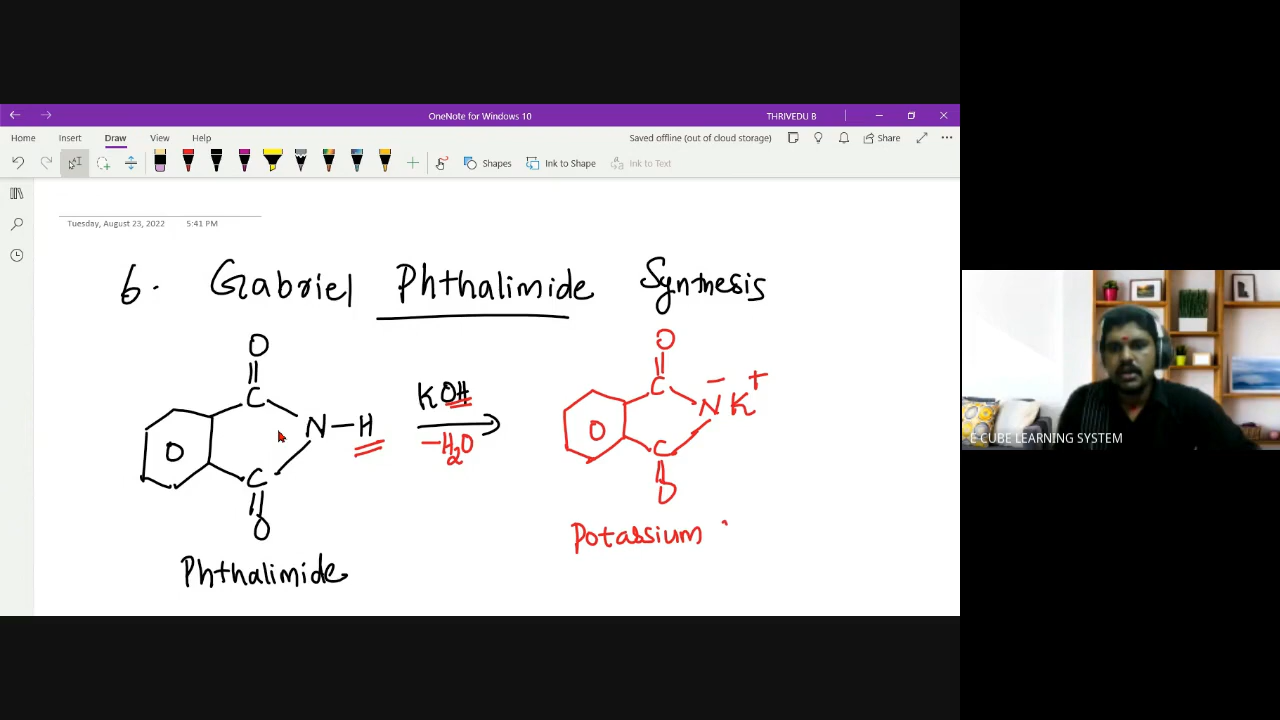 OneNote for Windows 10
THRIVEDU B
Home Insert Draw View Help
Saved offline (out of cloud storage)
Share
Shapes
Ink to Shape
Ink to Text
Tuesday, August 23, 2022 5:41 PM
6. Gabriel Phthalimide Synthesis
O
C
O
N-H
C
O
Phthalimide
KOH
-H2O
O
C
O
N- K+
C
O
Potassium
E CUBE LEARNING SYSTEM